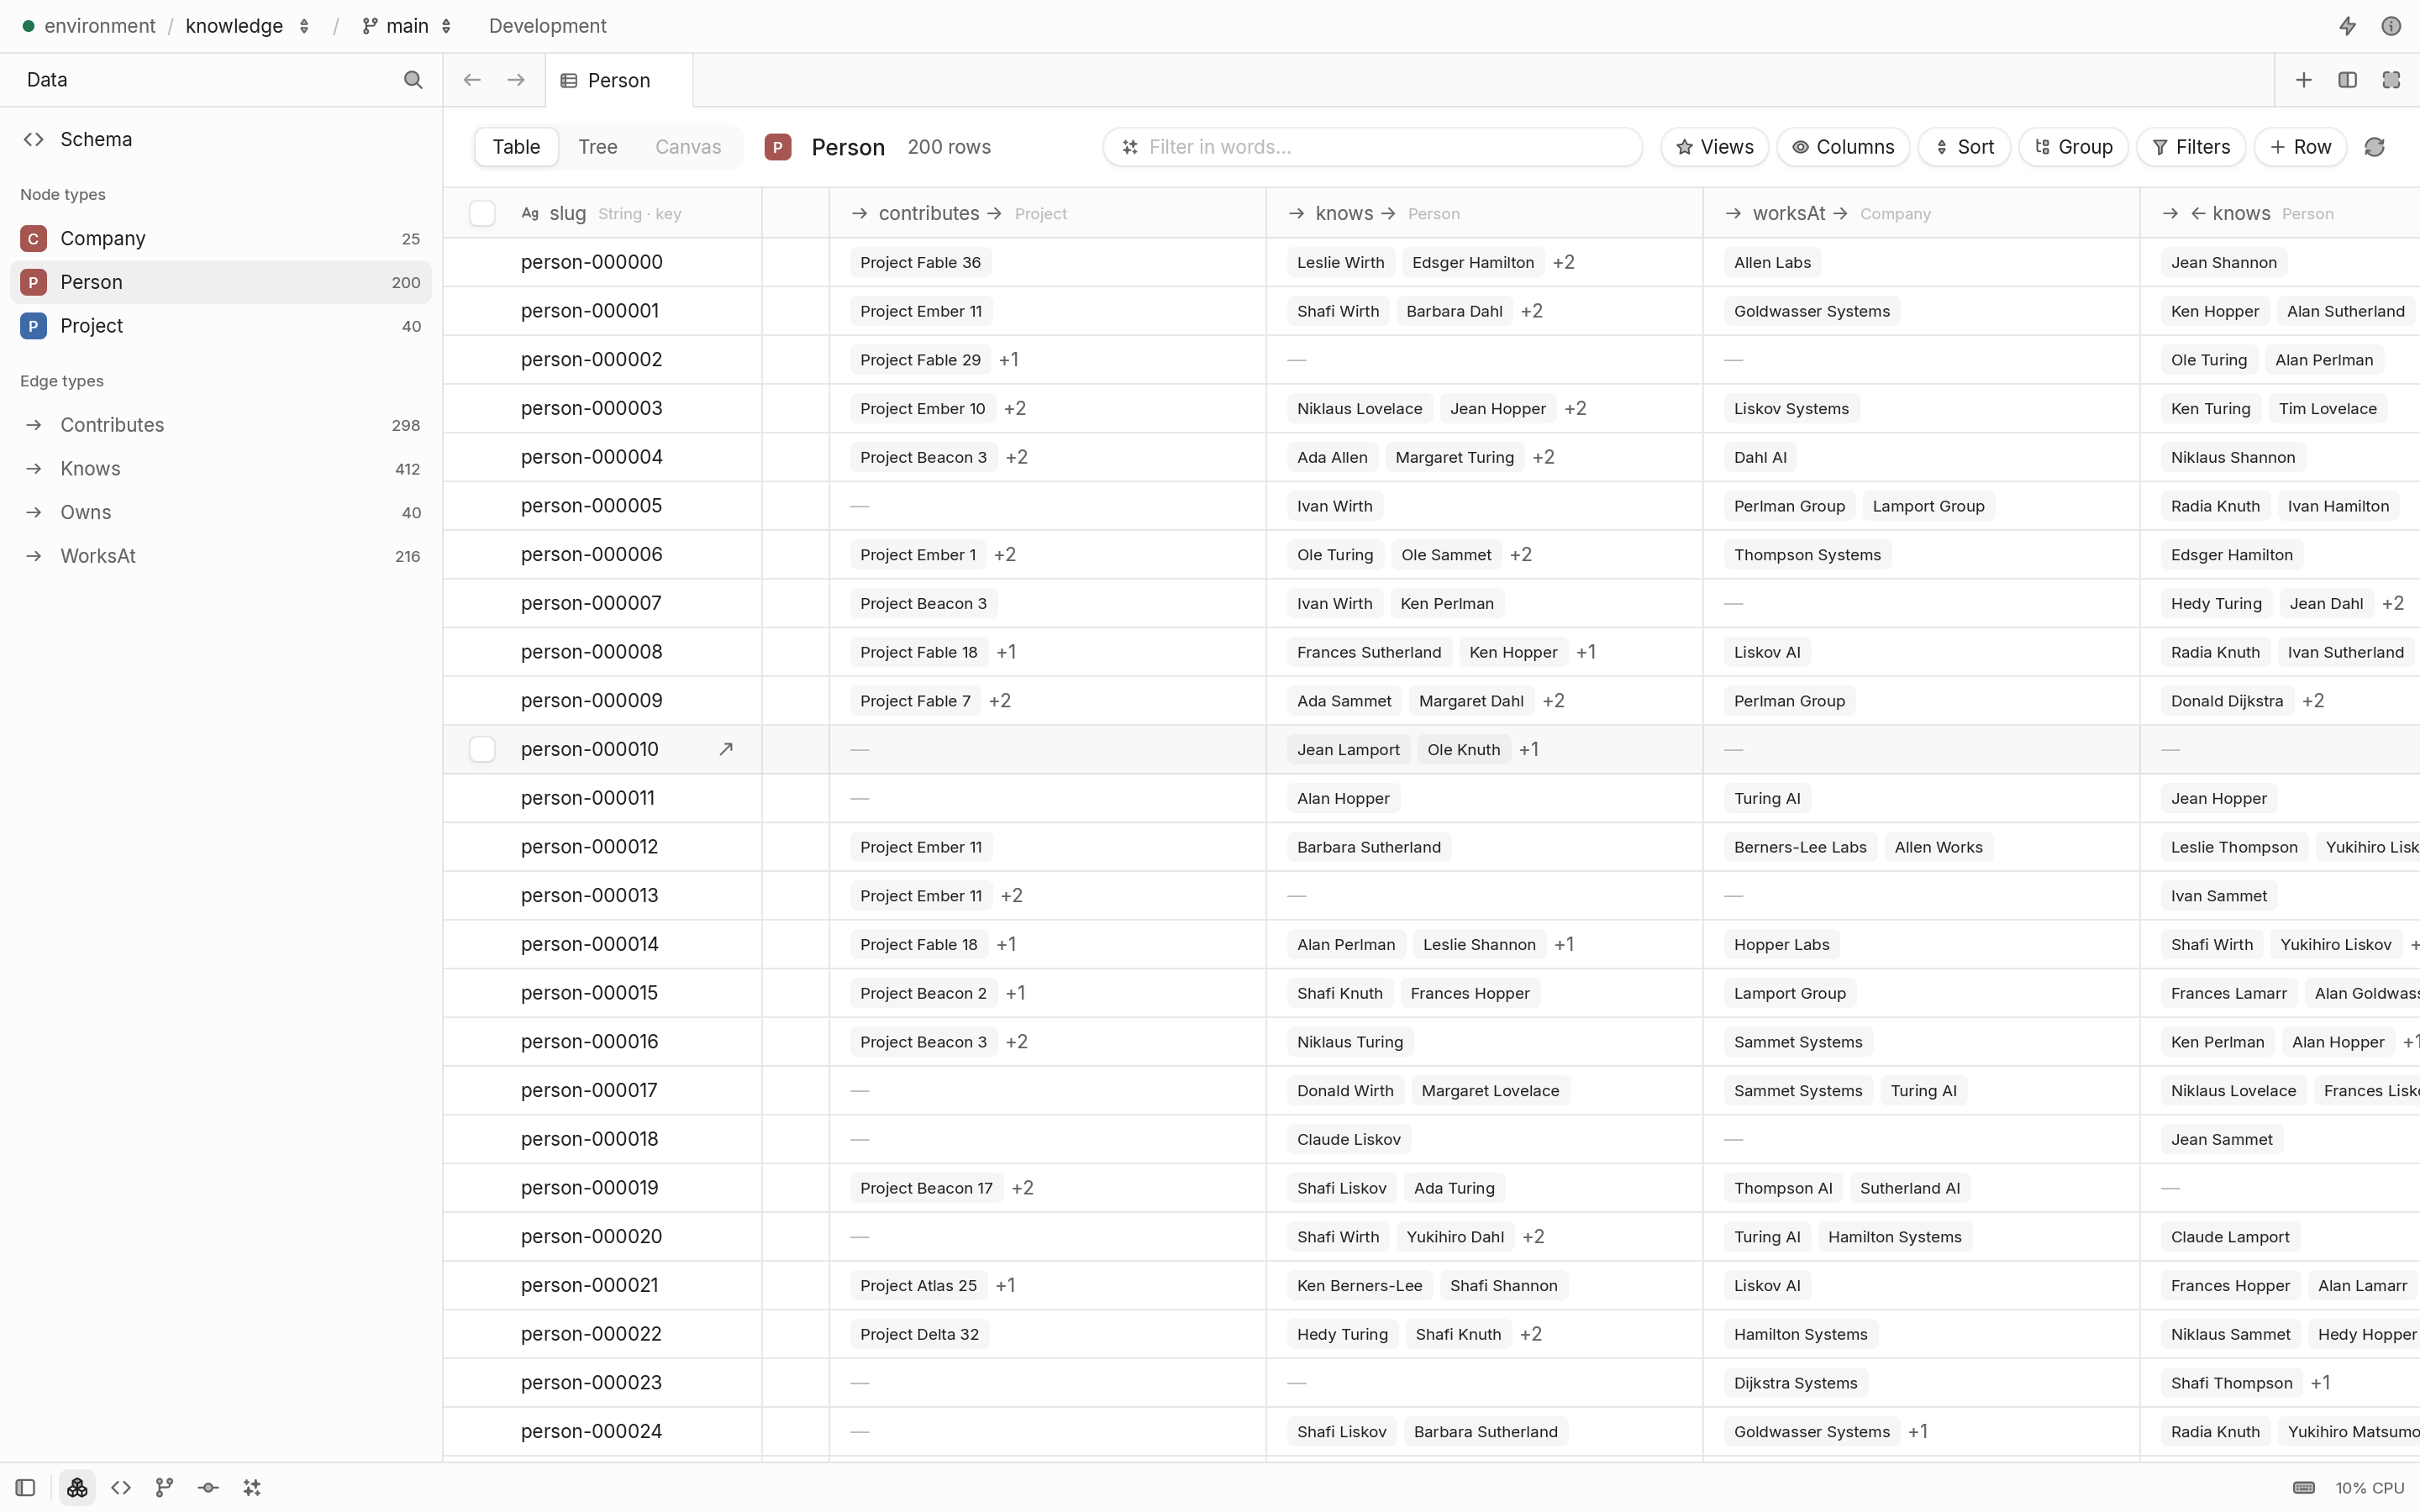 environment / knowledge / main Development
Data Person
Schema
Table Tree Canvas P Person 200 rows Filter in words... Views Columns Sort Group Filters + Row
Node types
C Company 25
P Person 200
P Project 40
Edge types
→ Contributes 298
→ Knows 412
→ Owns 40
→ WorksAt 216
Ag slug String · key → contributes → Project → knows → Person → worksAt → Company → ← knows Person
person-000000 Project Fable 36 Leslie Wirth Edsger Hamilton +2 Allen Labs Jean Shannon
person-000001 Project Ember 11 Shafi Wirth Barbara Dahl +2 Goldwasser Systems Ken Hopper Alan Sutherland
person-000002 Project Fable 29 +1 — — Ole Turing Alan Perlman
person-000003 Project Ember 10 +2 Niklaus Lovelace Jean Hopper +2 Liskov Systems Ken Turing Tim Lovelace
person-000004 Project Beacon 3 +2 Ada Allen Margaret Turing +2 Dahl AI Niklaus Shannon
person-000005 — Ivan Wirth Perlman Group Lamport Group Radia Knuth Ivan Hamilton
person-000006 Project Ember 1 +2 Ole Turing Ole Sammet +2 Thompson Systems Edsger Hamilton
person-000007 Project Beacon 3 Ivan Wirth Ken Perlman — Hedy Turing Jean Dahl +2
person-000008 Project Fable 18 +1 Frances Sutherland Ken Hopper +1 Liskov AI Radia Knuth Ivan Sutherland
person-000009 Project Fable 7 +2 Ada Sammet Margaret Dahl +2 Perlman Group Donald Dijkstra +2
person-000010 — Jean Lamport Ole Knuth +1 — —
person-000011 — Alan Hopper Turing AI Jean Hopper
person-000012 Project Ember 11 Barbara Sutherland Berners-Lee Labs Allen Works Leslie Thompson Yukihiro Lisk
person-000013 Project Ember 11 +2 — — Ivan Sammet
person-000014 Project Fable 18 +1 Alan Perlman Leslie Shannon +1 Hopper Labs Shafi Wirth Yukihiro Liskov +
person-000015 Project Beacon 2 +1 Shafi Knuth Frances Hopper Lamport Group Frances Lamarr Alan Goldwass
person-000016 Project Beacon 3 +2 Niklaus Turing Sammet Systems Ken Perlman Alan Hopper +1
person-000017 — Donald Wirth Margaret Lovelace Sammet Systems Turing AI Niklaus Lovelace Frances Lisk
person-000018 — Claude Liskov — Jean Sammet
person-000019 Project Beacon 17 +2 Shafi Liskov Ada Turing Thompson AI Sutherland AI —
person-000020 — Shafi Wirth Yukihiro Dahl +2 Turing AI Hamilton Systems Claude Lamport
person-000021 Project Atlas 25 +1 Ken Berners-Lee Shafi Shannon Liskov AI Frances Hopper Alan Lamarr
person-000022 Project Delta 32 Hedy Turing Shafi Knuth +2 Hamilton Systems Niklaus Sammet Hedy Hopper
person-000023 — — Dijkstra Systems Shafi Thompson +1
person-000024 — Shafi Liskov Barbara Sutherland Goldwasser Systems +1 Radia Knuth Yukihiro Matsumo
10% CPU